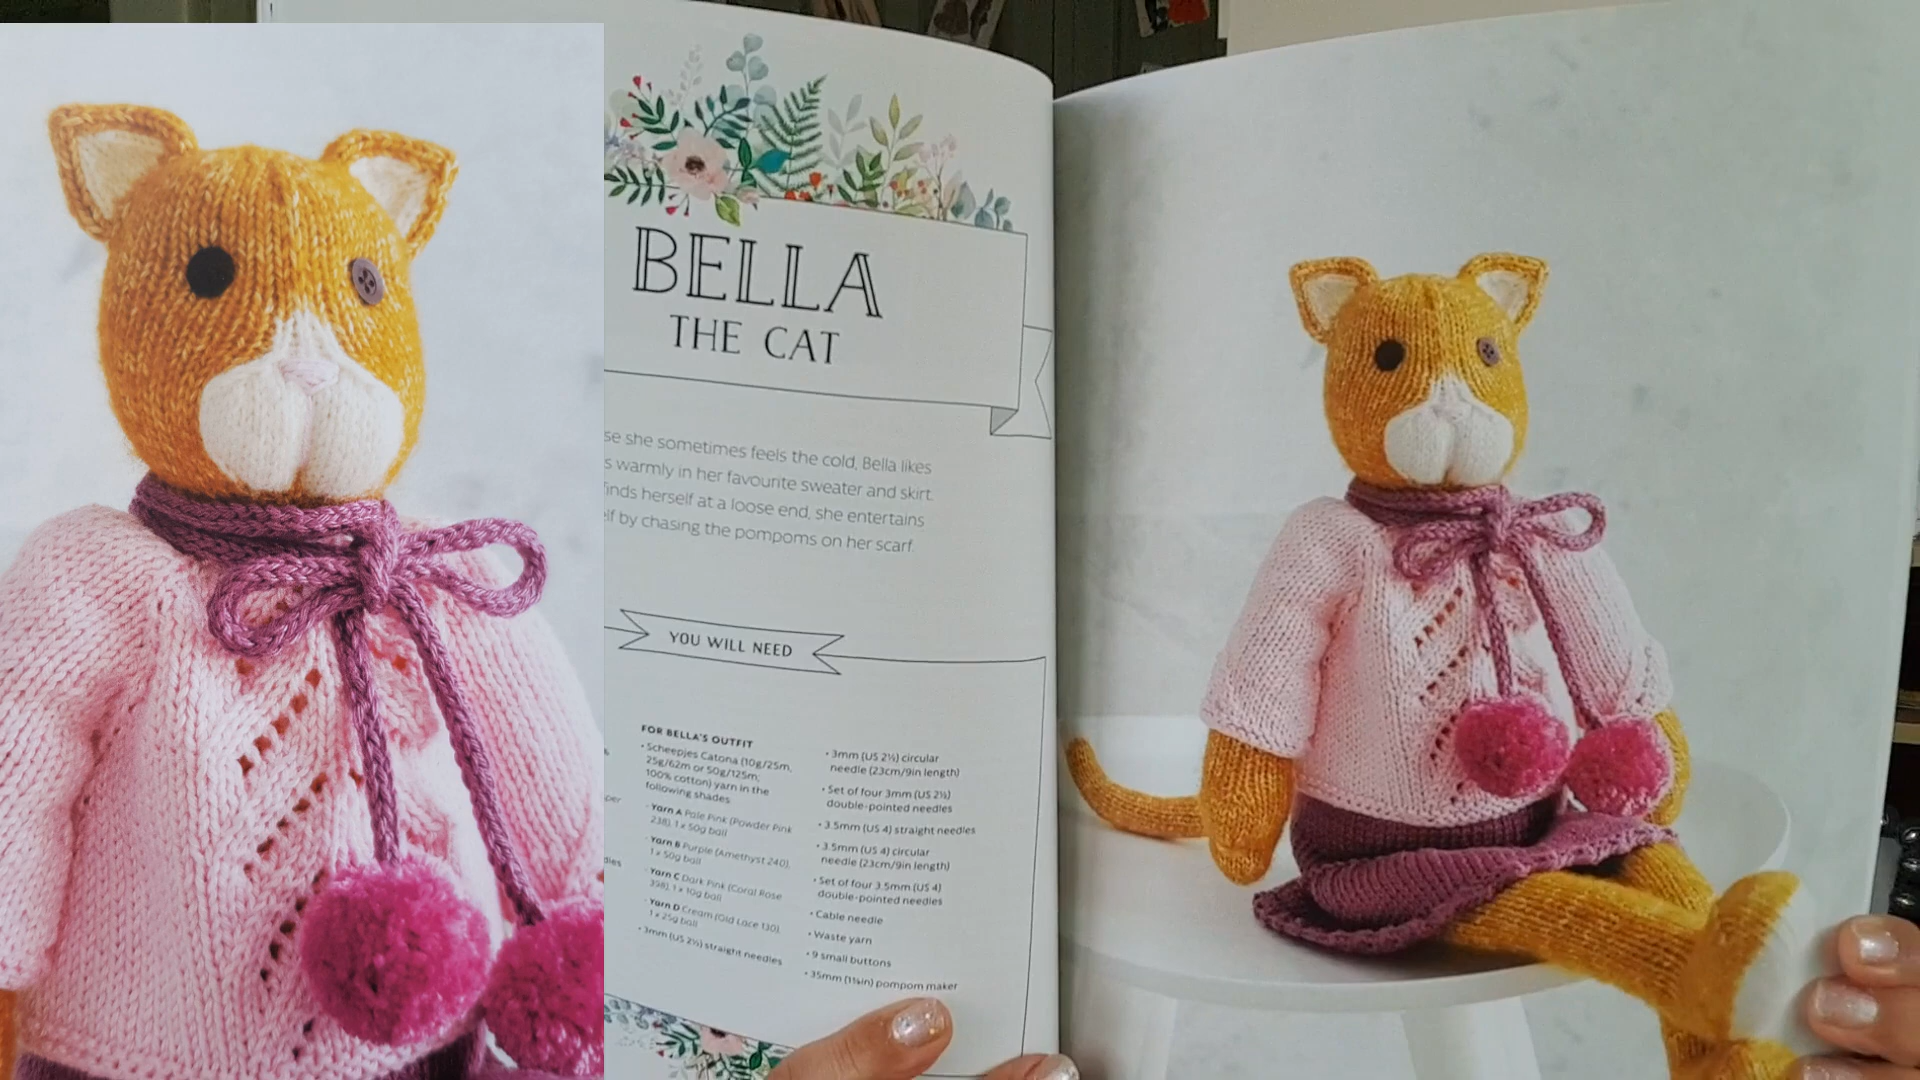 BELLA
THE CAT
se she sometimes feels the cold, Bella likes
s warmly in her favourite sweater and skirt.
finds herself at a loose end, she entertains
elf by chasing the pompoms on her scarf.
YOU WILL NEED
FOR BELLA'S OUTFIT
• Scheepjes Catona (10g/25m,
25g/62m or 50g/125m;
100% cotton) yarn in the
following shades:
Yarn A Pale Pink (Powder Pink
238), 1 x 50g ball
Yarn B Purple (Amethyst 240),
1 x 50g ball
Yarn C Dark Pink (Coral Rose
398), 1 x 10g ball
Yarn D Cream (Old Lace 130),
1 x 25g ball
• 3mm (US 2½) straight needles
• 3mm (US 2½) circular
needle (23cm/9in length)
• Set of four 3mm (US 2½)
double-pointed needles
• 3.5mm (US 4) straight needles
• 3.5mm (US 4) circular
needle (23cm/9in length)
• Set of four 3.5mm (US 4)
double-pointed needles
• Cable needle
• Waste yarn
• 9 small buttons
• 35mm (1⅜in) pompom maker